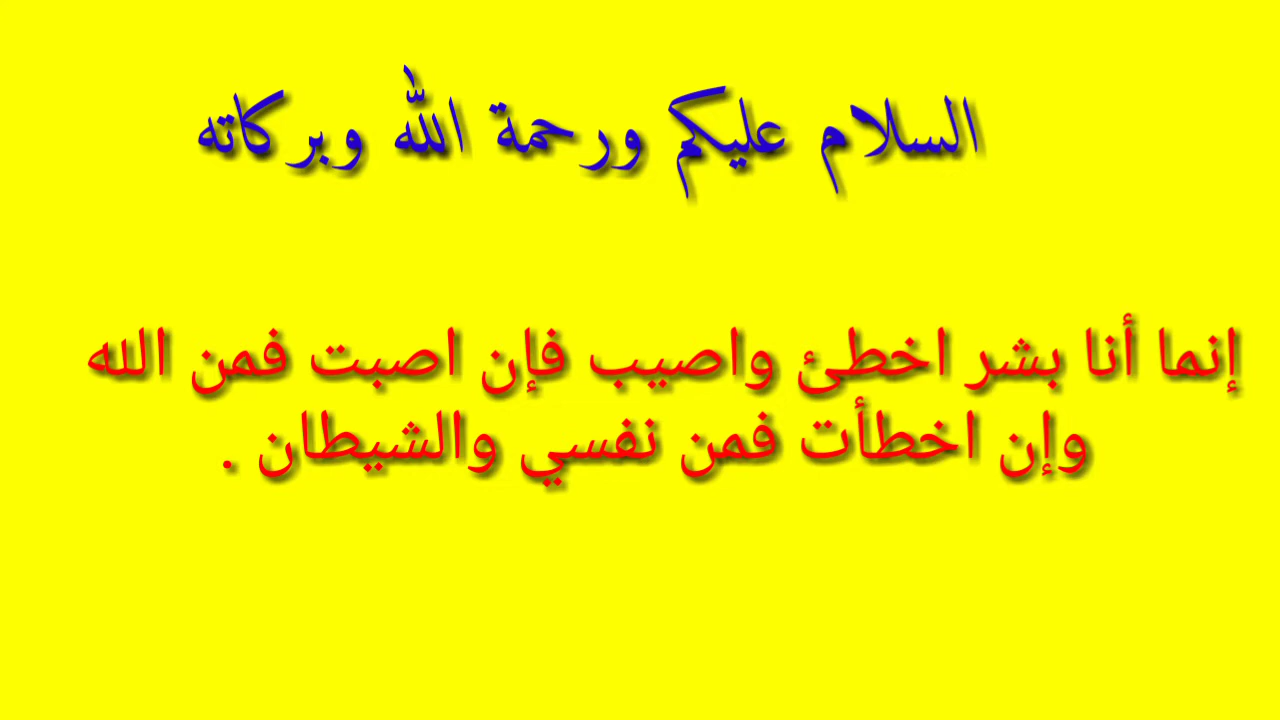 السلام عليكم ورحمة الله وبركاته
إنما أنا بشر اخطئ واصيب فإن اصبت فمن الله
وإن اخطأت فمن نفسي والشيطان .